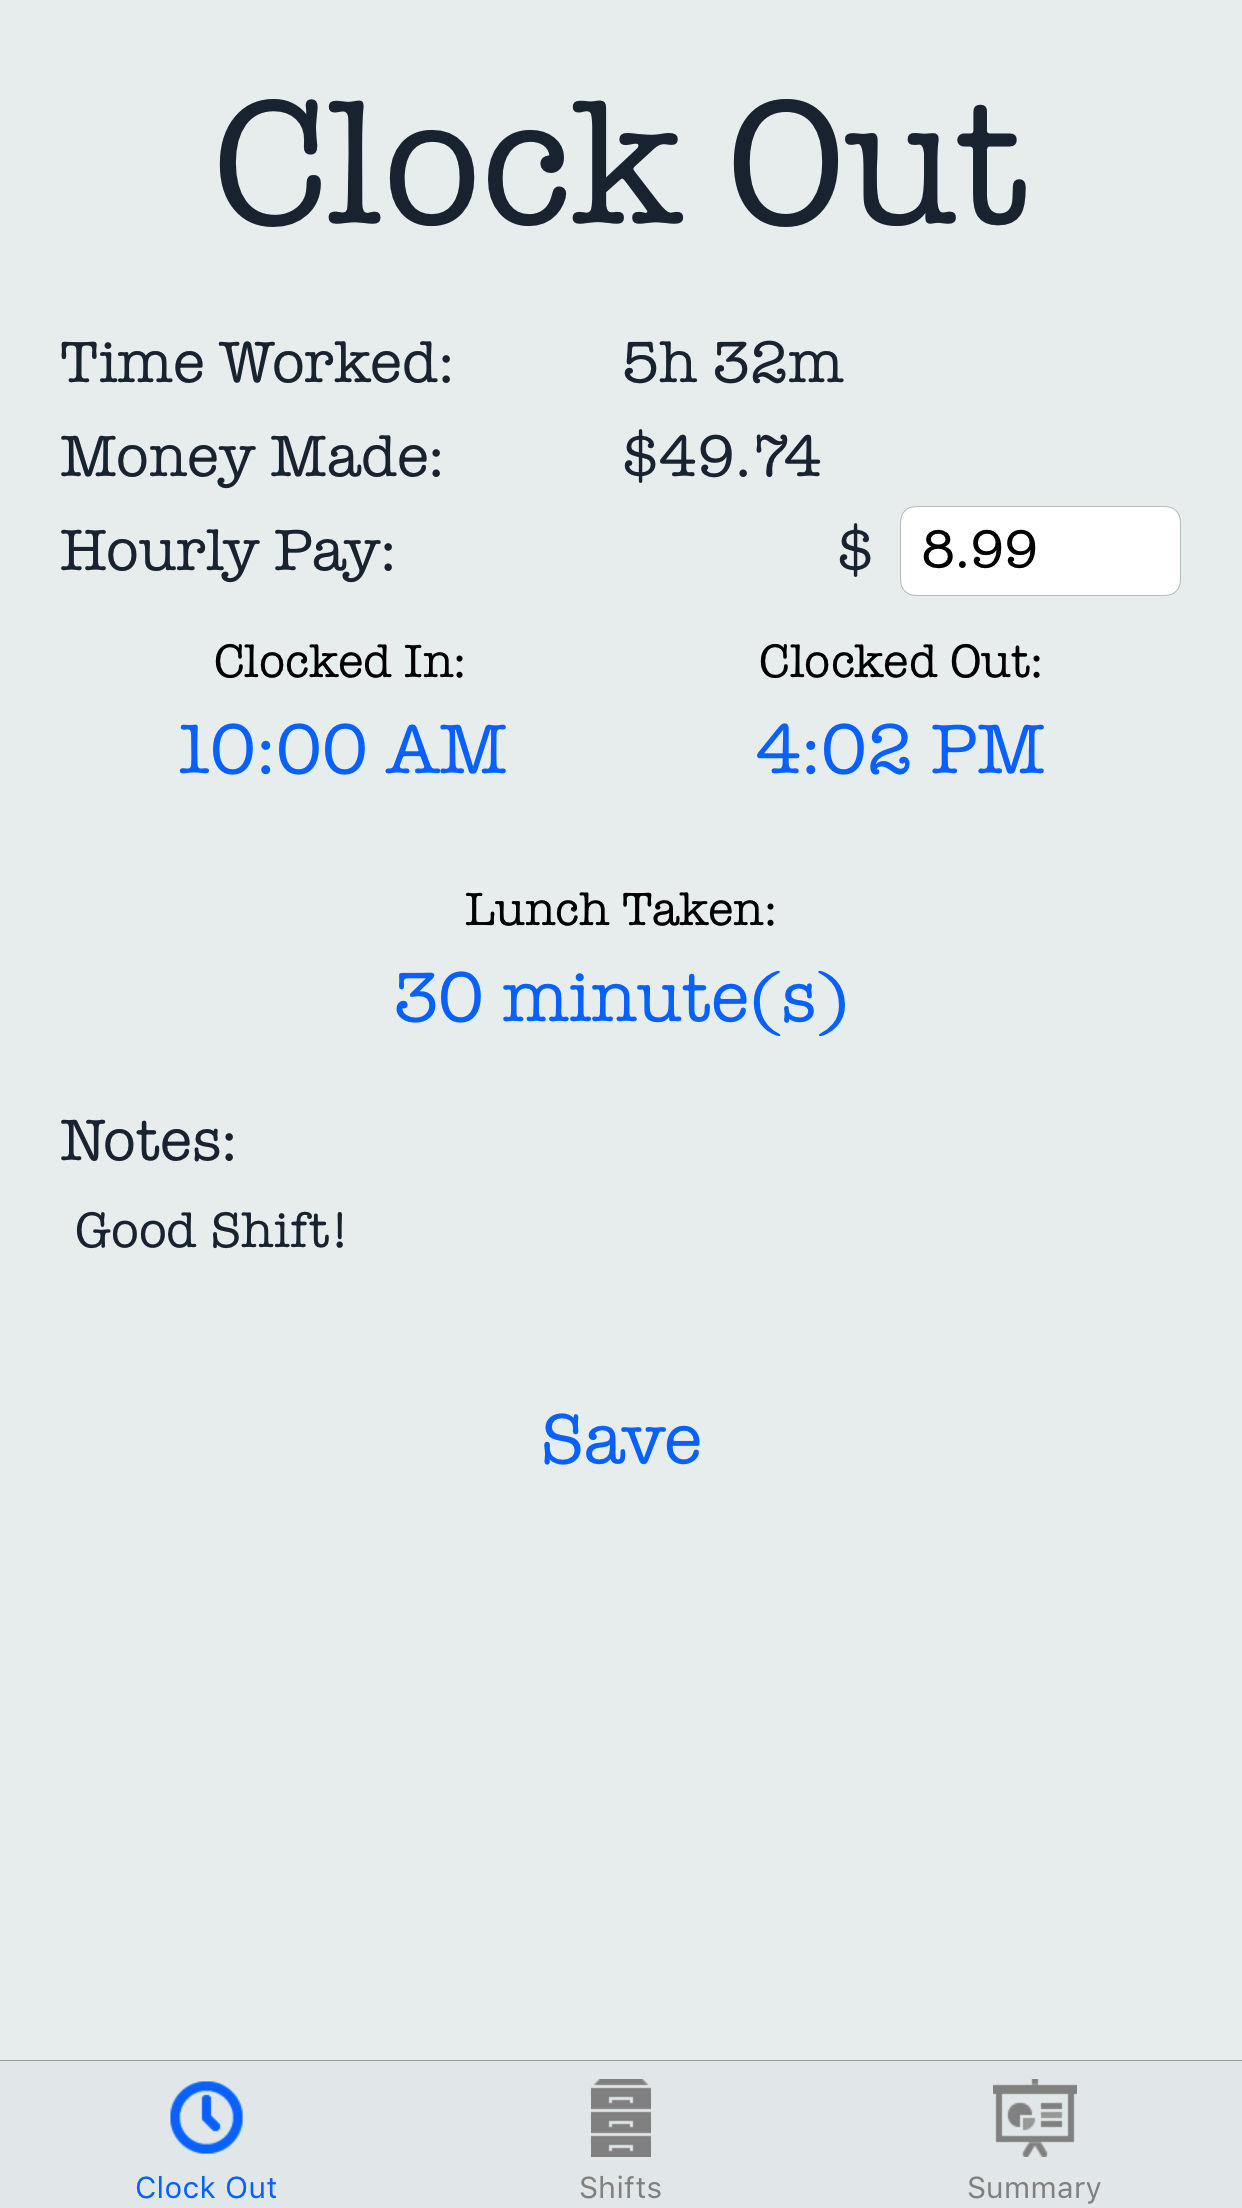 Clock Out
Time Worked: 5h 32m
Money Made: $49.74
Hourly Pay: $ 8.99
Clocked In: Clocked Out:
10:00 AM 4:02 PM
Lunch Taken:
30 minute(s)
Notes:
Good Shift!
Save
Clock Out Shifts Summary